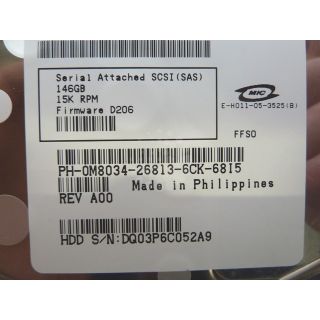 Serial Attached SCSI(SAS)
146GB
15K RPM
Firmware D206
MIC
E-H011-05-3525(B)
FFSO
PH-0M8034-26813-6CK-68I5
Made in Philippines
REV A00
HDD S/N:DQ03P6C052A9